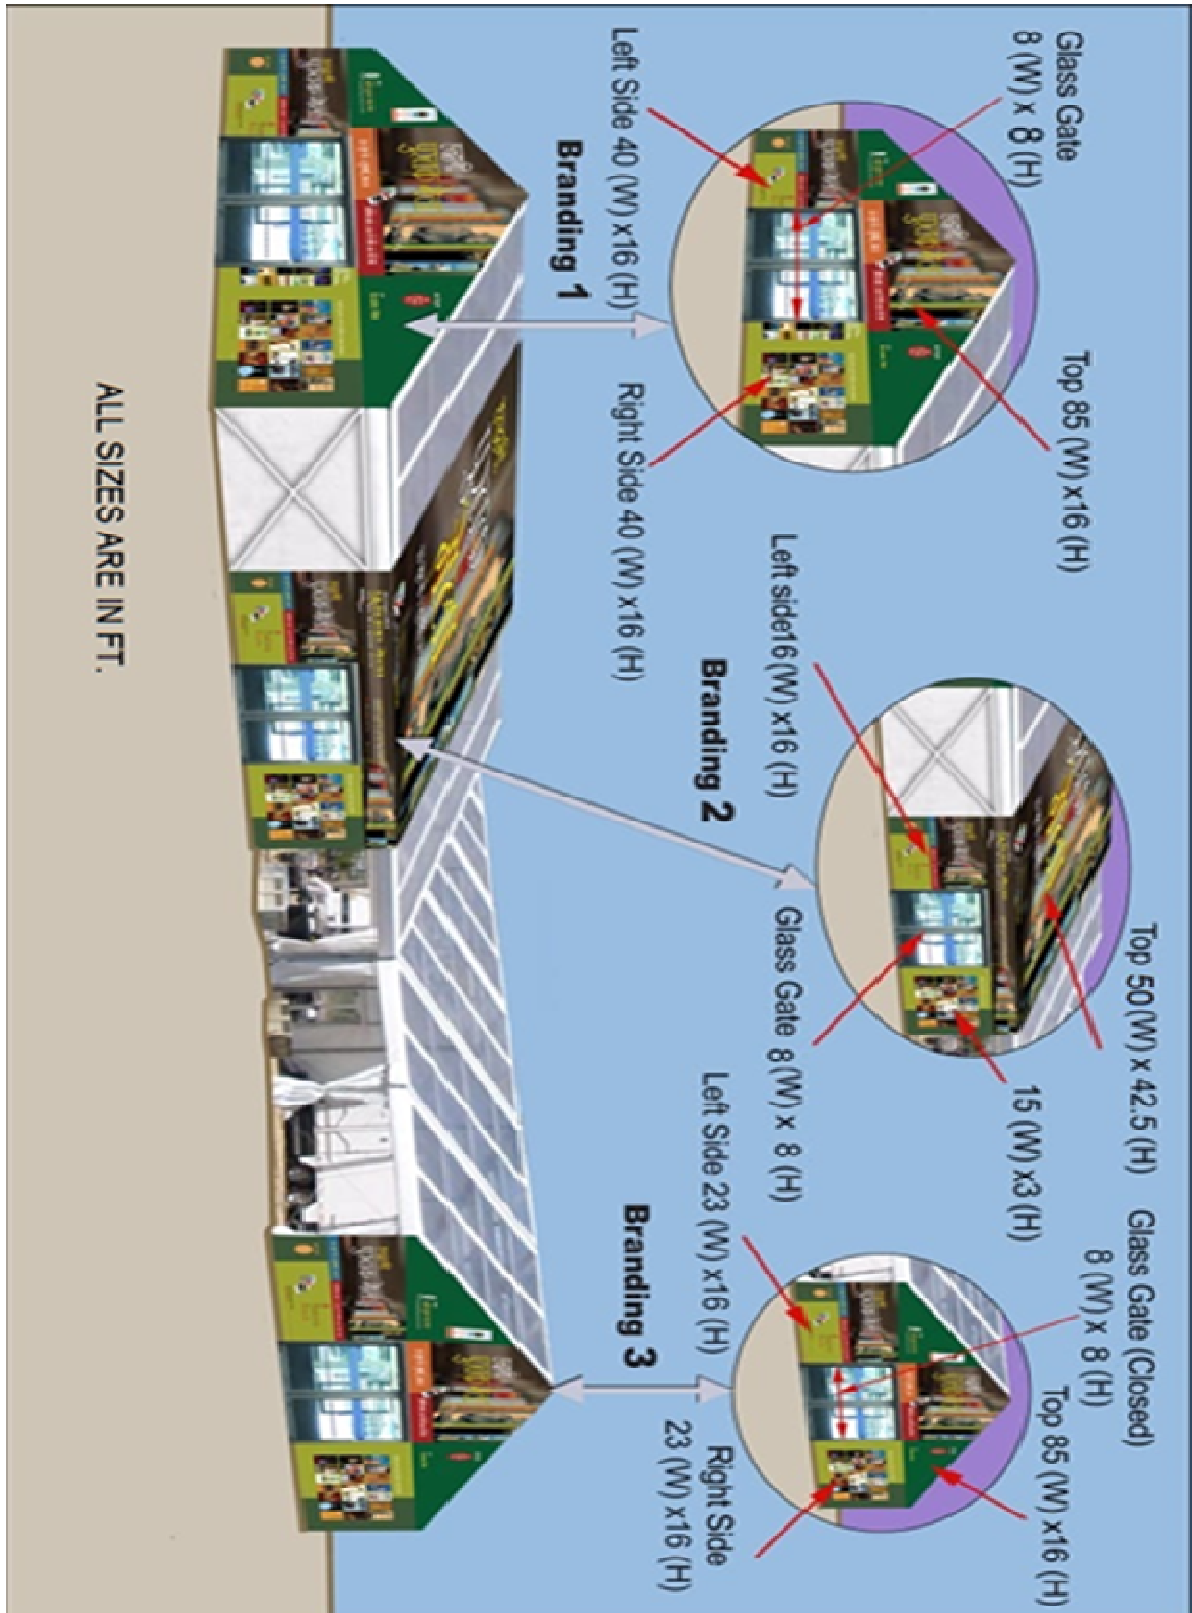 Glass Gate
8 (W) x 8 (H)
Top 85 (W) x16 (H)
Left Side 40 (W) x16 (H)
Right Side 40 (W) x16 (H)
Branding 1
Left side16 (W) x16 (H)
Branding 2
Top 50(W) x 42.5 (H)
15 (W) x3 (H)
Glass Gate 8 (W) x 8 (H)
Glass Gate (Closed)
8 (W) x 8 (H)
Top 85 (W) x16 (H)
Left Side 23 (W) x16 (H)
Right Side
23 (W) x16 (H)
Branding 3
ALL SIZES ARE IN FT.